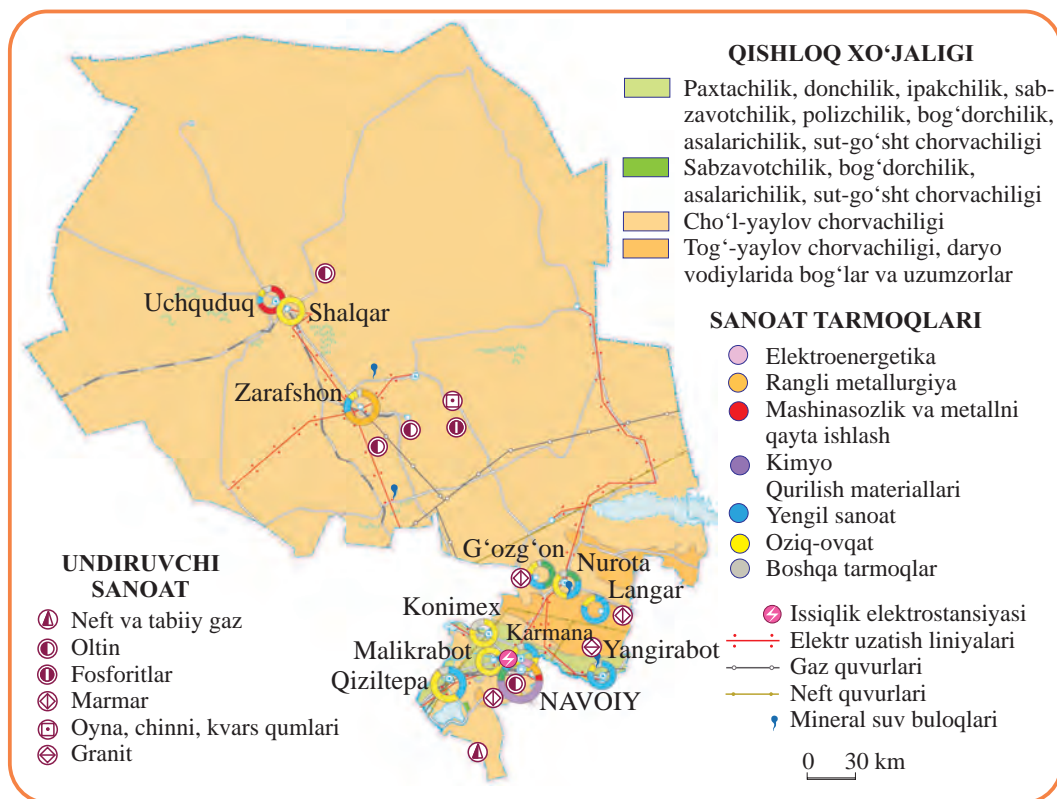 QISHLOQ XO‘JALIGI
Paxtachilik, donchilik, ipakchilik, sab-
zavotchilik, polizchilik, bog‘dorchilik,
asalarichilik, sut-go‘sht chorvachiligi
Sabzavotchilik, bog‘dorchilik,
asalarichilik, sut-go‘sht chorvachiligi
Cho‘l-yaylov chorvachiligi
Tog‘-yaylov chorvachiligi, daryo
vodiylarida bog‘lar va uzumzorlar
SANOAT TARMOQLARI
Elektroenergetika
Rangli metallurgiya
Mashinasozlik va metallni
qayta ishlash
Kimyo
Qurilish materiallari
Yengil sanoat
Oziq-ovqat
Boshqa tarmoqlar
Issiqlik elektrostansiyasi
Elektr uzatish liniyalari
Gaz quvurlari
Neft quvurlari
Mineral suv buloqlari
0 30 km
Uchquduq
Shalqar
Zarafshon
G‘ozg‘on
Nurota
Langar
Konimex
Karmana
Malikrabot
Yangirabot
Qiziltepa
NAVOIY
UNDIRUVCHI
SANOAT
Neft va tabiiy gaz
Oltin
Fosforitlar
Marmar
Oyna, chinni, kvars qumlari
Granit